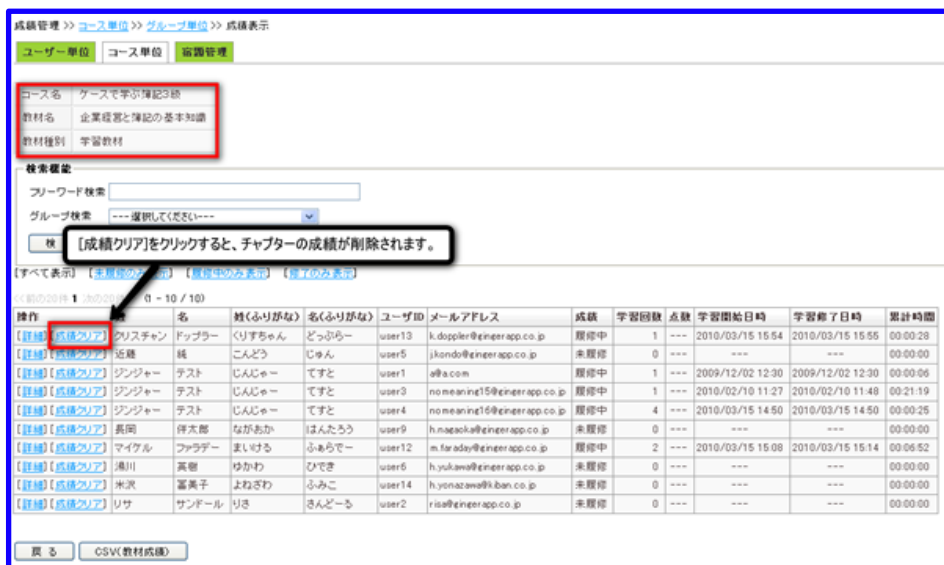 成績管理 >> コース単位 >> グループ単位 >> 成績表示
ユーザー単位 コース単位 宿題管理
コース名 ケースで学ぶ簿記3級
教材名 企業経営と簿記の基本知識
教材種別 学習教材
検索機能
フリーワード検索
グループ検索 ---選択してください---
検
[成績クリア]をクリックすると、チャプターの成績が削除されます。
[すべて表示] [未履修のみ表示] [履修中のみ表示] [修了のみ表示]
<<前の20件 1 次の20 (1 - 10 / 10)
操作 名 姓(ふりがな) 名(ふりがな) ユーザID メールアドレス 成績 学習回数 点数 学習開始日時 学習修了日時 累計時間
[詳細][成績クリア] クリスチャン ドップラー くりすちゃん どっぷらー user13 k.doppler@gingerapp.co.jp 履修中 1 --- 2010/03/15 15:54 2010/03/15 15:55 00:00:28
[詳細][成績クリア] 近藤 純 こんどう じゅん user5 j.kondo@gingerapp.co.jp 未履修 0 --- --- --- 00:00:00
[詳細][成績クリア] ジンジャー テスト じんじゃー てすと user1 a@a.com 履修中 1 --- 2009/12/02 12:30 2009/12/02 12:30 00:00:06
[詳細][成績クリア] ジンジャー テスト じんじゃー てすと user3 nomeaning15@gingerapp.co.jp 履修中 1 --- 2010/02/10 11:27 2010/02/10 11:48 00:21:19
[詳細][成績クリア] ジンジャー テスト じんじゃー てすと user4 nomeaning16@gingerapp.co.jp 履修中 4 --- 2010/03/15 14:50 2010/03/15 14:50 00:00:25
[詳細][成績クリア] 長岡 伴太郎 ながおか はんたろう user9 h.nagaoka@gingerapp.co.jp 未履修 0 --- --- --- 00:00:00
[詳細][成績クリア] マイケル ファラデー まいける ふぁらでー user12 m.faraday@gingerapp.co.jp 履修中 2 --- 2010/03/15 15:08 2010/03/15 15:14 00:06:52
[詳細][成績クリア] 湯川 英樹 ゆかわ ひでき user6 h.yukawa@gingerapp.co.jp 未履修 0 --- --- --- 00:00:00
[詳細][成績クリア] 米沢 富美子 よねざわ ふみこ user14 h.yonazawa@k.iban.co.jp 未履修 0 --- --- --- 00:00:00
[詳細][成績クリア] リサ サンドール りさ さんどーる user2 risa@gingerapp.co.jp 未履修 0 --- --- --- 00:00:00
戻る CSV(教材成績)